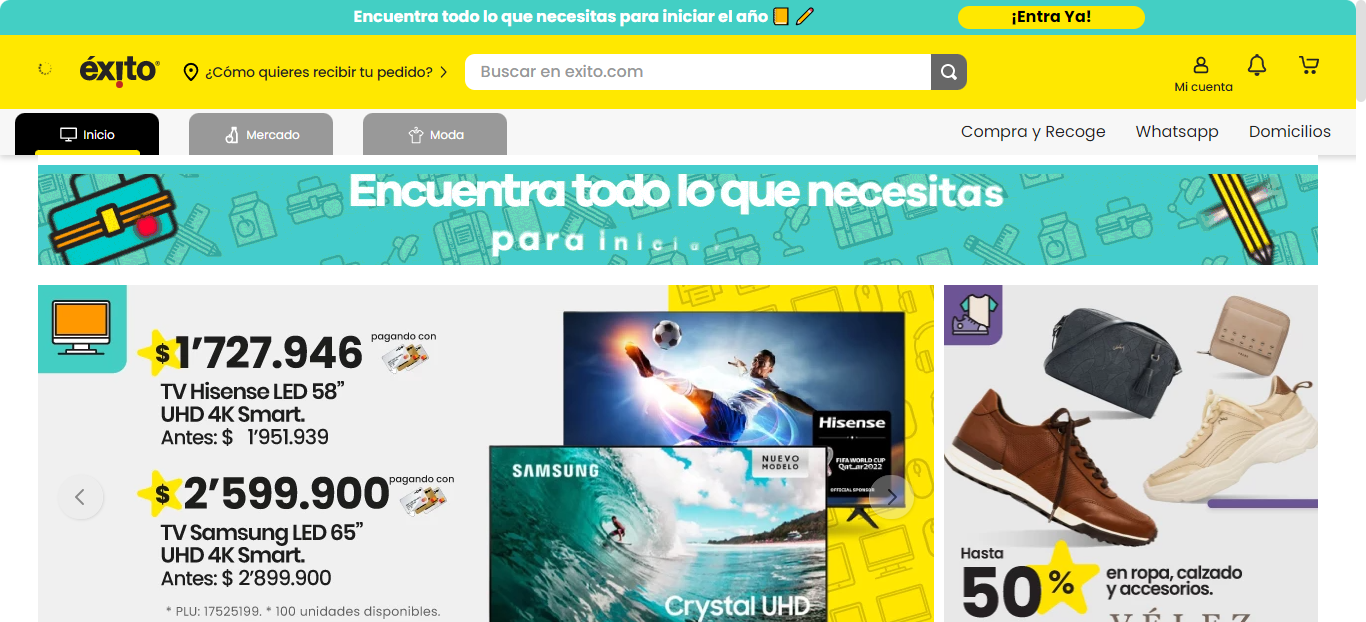 Encuentra todo lo que necesitas para iniciar el año
¡Entra Ya!
éxito
¿Cómo quieres recibir tu pedido?
Buscar en exito.com
Mi cuenta
Inicio
Mercado
Moda
Compra y Recoge
Whatsapp
Domicilios
Encuentra todo lo que necesitas
para iniciar
$1’727.946
pagando con
TV Hisense LED 58”
UHD 4K Smart.
Antes: $ 1’951.939
$2’599.900
pagando con
TV Samsung LED 65”
UHD 4K Smart.
Antes: $ 2’899.900
* PLU: 17525199. * 100 unidades disponibles.
Hisense
FIFA WORLD CUP
Qatar2022
OFFICIAL SPONSOR
SAMSUNG
NUEVO
MODELO
Crystal UHD
Hasta
50%
en ropa, calzado
y accesorios.
VÉLEZ